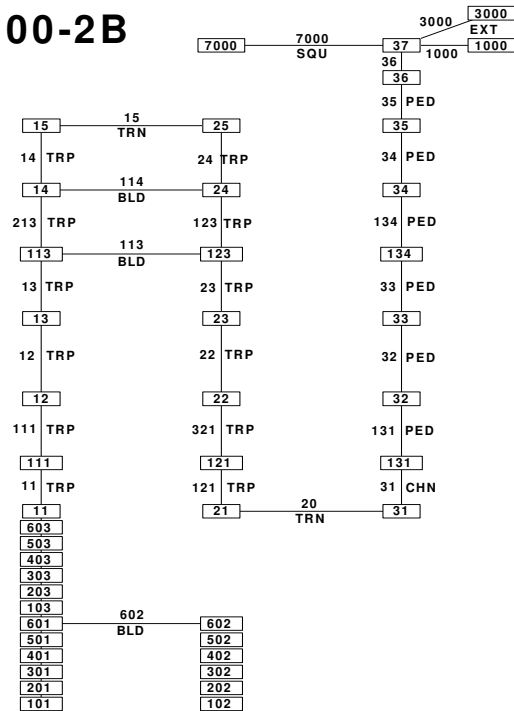 00-2B
3000
3000
EXT
7000
7000
SQU
37
1000
1000
36
36
35 PED
15
15
TRN
25
35
14 TRP
24 TRP
34 PED
14
114
BLD
24
34
213 TRP
123 TRP
134 PED
113
113
BLD
123
134
13 TRP
23 TRP
33 PED
13
23
33
12 TRP
22 TRP
32 PED
12
22
32
111 TRP
321 TRP
131 PED
111
121
131
11 TRP
121 TRP
31 CHN
11
21
20
TRN
31
603
503
403
303
203
103
601
602
BLD
602
501
502
401
402
301
302
201
202
101
102